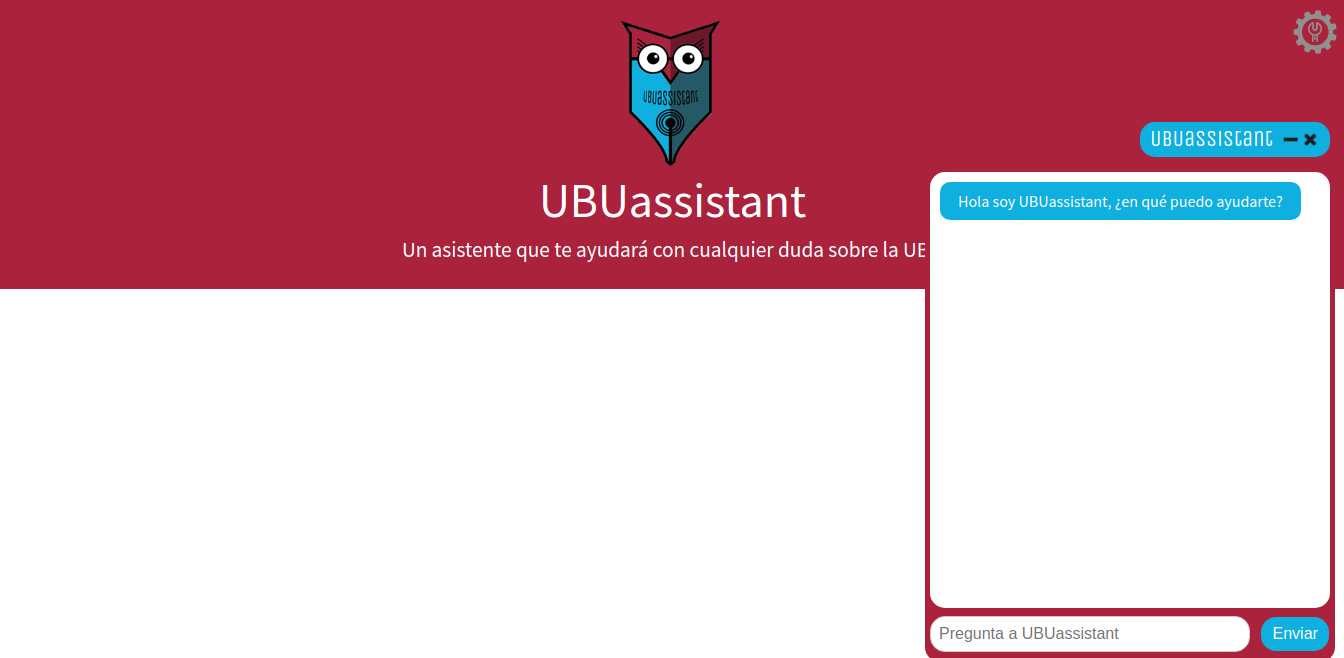 UBUassistant
UBUassistant
Un asistente que te ayudará con cualquier duda sobre la UB
UBUassistant
Hola soy UBUassistant, ¿en qué puedo ayudarte?
Pregunta a UBUassistant
Enviar